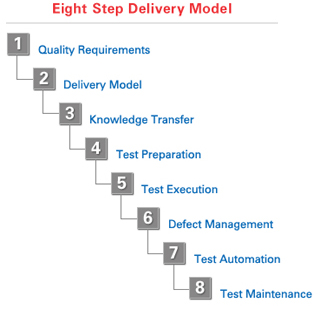 Eight Step Delivery Model
1 Quality Requirements
2 Delivery Model
3 Knowledge Transfer
4 Test Preparation
5 Test Execution
6 Defect Management
7 Test Automation
8 Test Maintenance